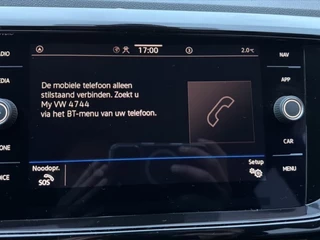 17:00
2.0°C
De mobiele telefoon alleen
stilstaand verbinden. Zoekt u
My VW 4744
via het BT-menu van uw telefoon.
Noodopr.
SOS
Setup
NAV
APP
CAR
MENU